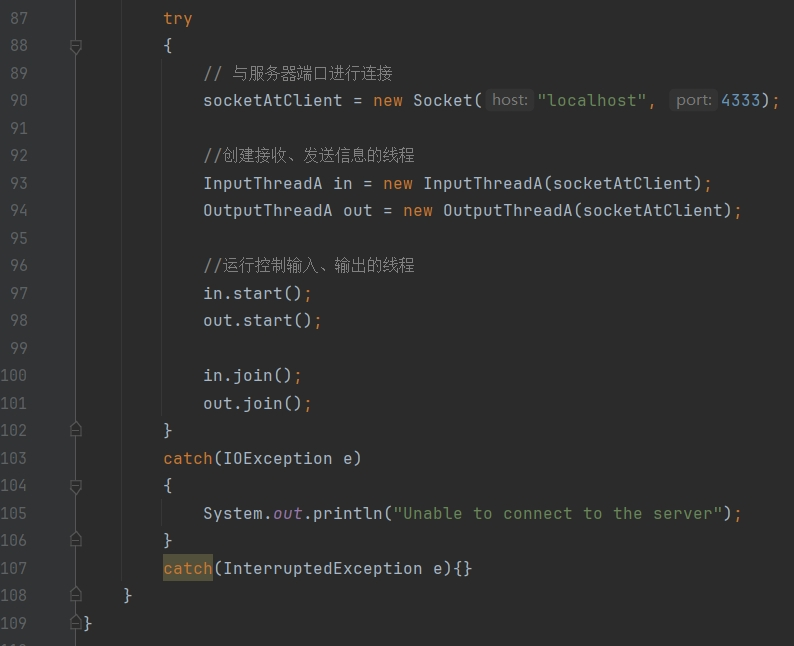 87 try
88 {
89 // 与服务器端口进行连接
90 socketAtClient = new Socket( host: "localhost", port: 4333);
91
92 //创建接收、发送信息的线程
93 InputThreadA in = new InputThreadA(socketAtClient);
94 OutputThreadA out = new OutputThreadA(socketAtClient);
95
96 //运行控制输入、输出的线程
97 in.start();
98 out.start();
99
100 in.join();
101 out.join();
102 }
103 catch(IOException e)
104 {
105 System.out.println("Unable to connect to the server");
106 }
107 catch(InterruptedException e){}
108 }
109 }